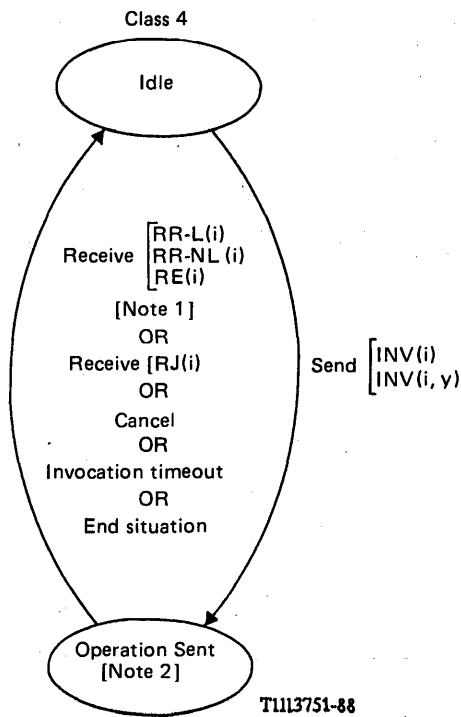 Class 4
Idle
Receive [RR-L(i)
RR-NL (i)
RE(i)
[Note 1]
OR
Receive [RJ(i)
OR
Cancel
OR
Invocation timeout
OR
End situation
Send [INV(i)
INV(i, y)
Operation Sent
[Note 2]
T1113751-88